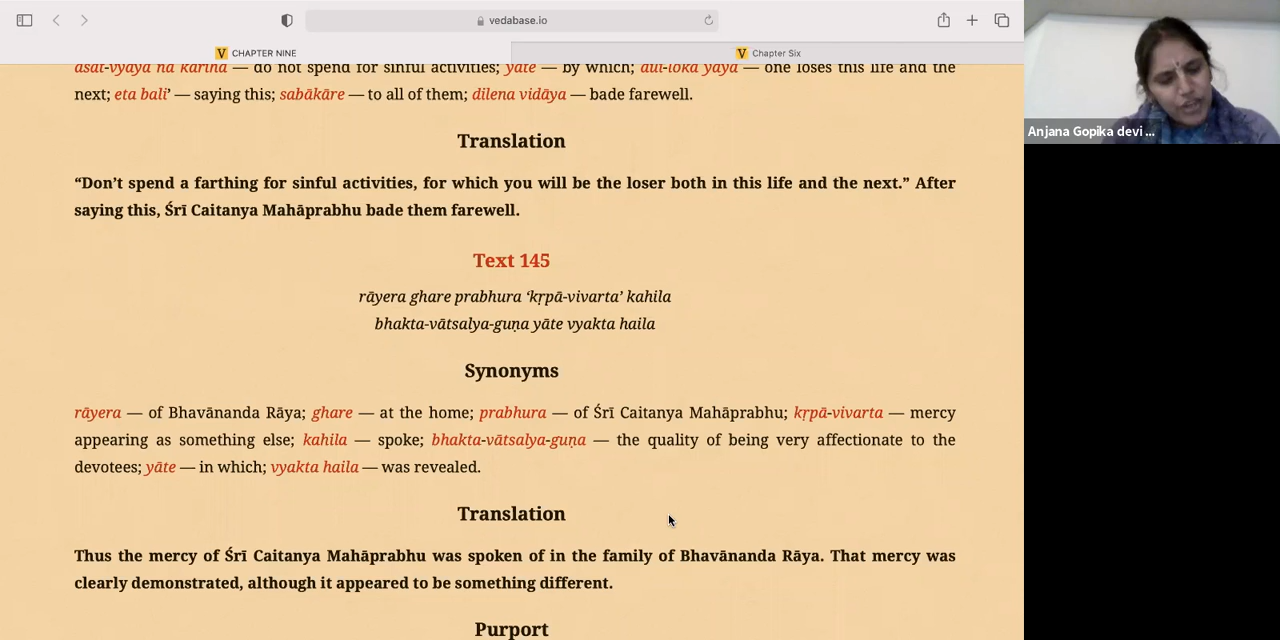 vedabase.io
CHAPTER NINE
Chapter Six
asat-vyaya nā kariha — do not spend for sinful activities; yāte — by which; dui-loka yāya — one loses this life and the
next; eta bali' — saying this; sabākāre — to all of them; dilena vidāya — bade farewell.
Translation
“Don’t spend a farthing for sinful activities, for which you will be the loser both in this life and the next.” After
saying this, Śrī Caitanya Mahāprabhu bade them farewell.
Text 145
rāyera ghare prabhura ‘kṛpā-vivarta’ kahila
bhakta-vātsalya-guṇa yāte vyakta haila
Synonyms
rāyera — of Bhavānanda Rāya; ghare — at the home; prabhura — of Śrī Caitanya Mahāprabhu; kṛpā-vivarta — mercy
appearing as something else; kahila — spoke; bhakta-vātsalya-guṇa — the quality of being very affectionate to the
devotees; yāte — in which; vyakta haila — was revealed.
Translation
Thus the mercy of Śrī Caitanya Mahāprabhu was spoken of in the family of Bhavānanda Rāya. That mercy was
clearly demonstrated, although it appeared to be something different.
Purport
Anjana Gopika devi ...